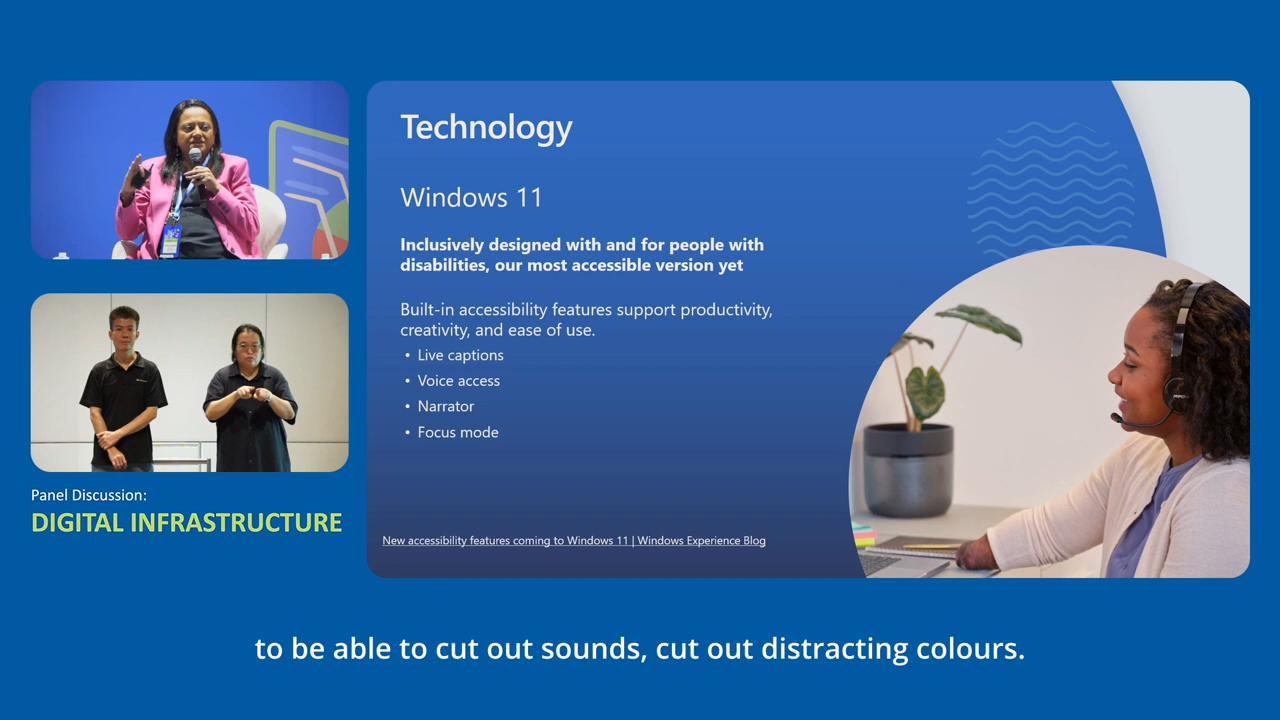 Technology
Windows 11
Inclusively designed with and for people with
disabilities, our most accessible version yet
Built-in accessibility features support productivity,
creativity, and ease of use.
• Live captions
• Voice access
• Narrator
• Focus mode
New accessibility features coming to Windows 11 | Windows Experience Blog
Panel Discussion:
DIGITAL INFRASTRUCTURE
to be able to cut out sounds, cut out distracting colours.